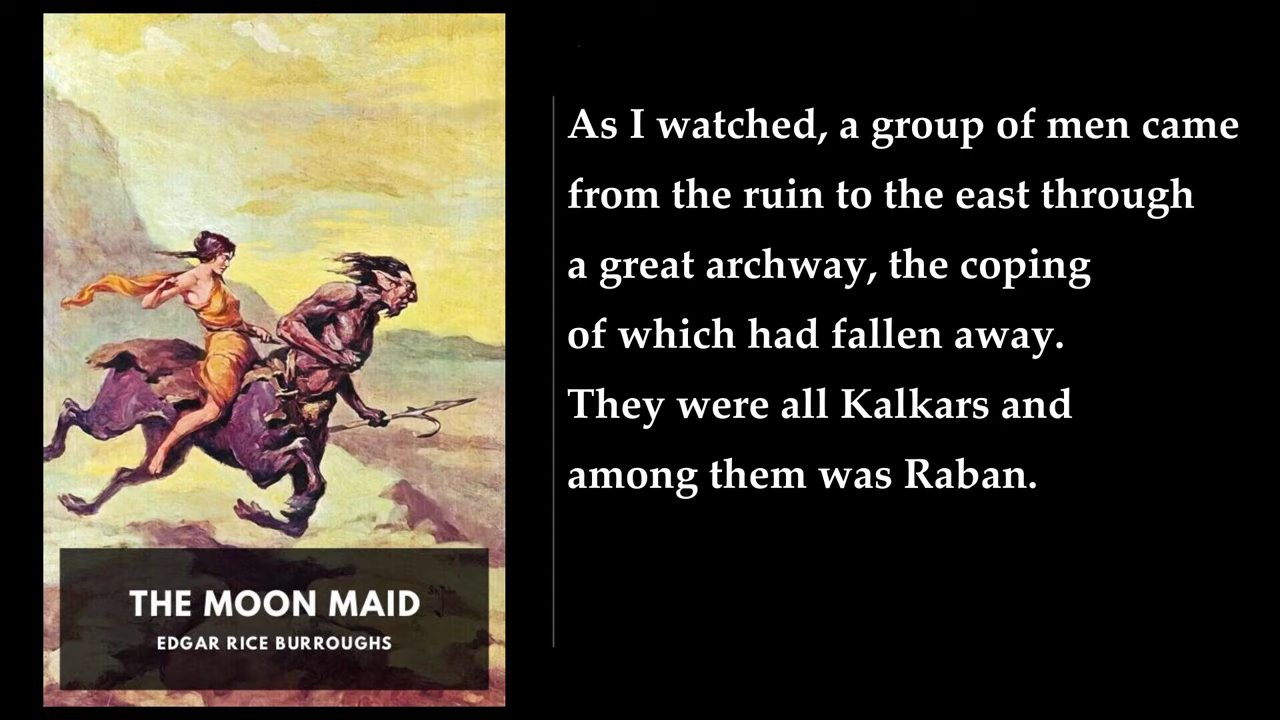 THE MOON MAID
EDGAR RICE BURROUGHS
As I watched, a group of men came
from the ruin to the east through
a great archway, the coping
of which had fallen away.
They were all Kalkars and
among them was Raban.